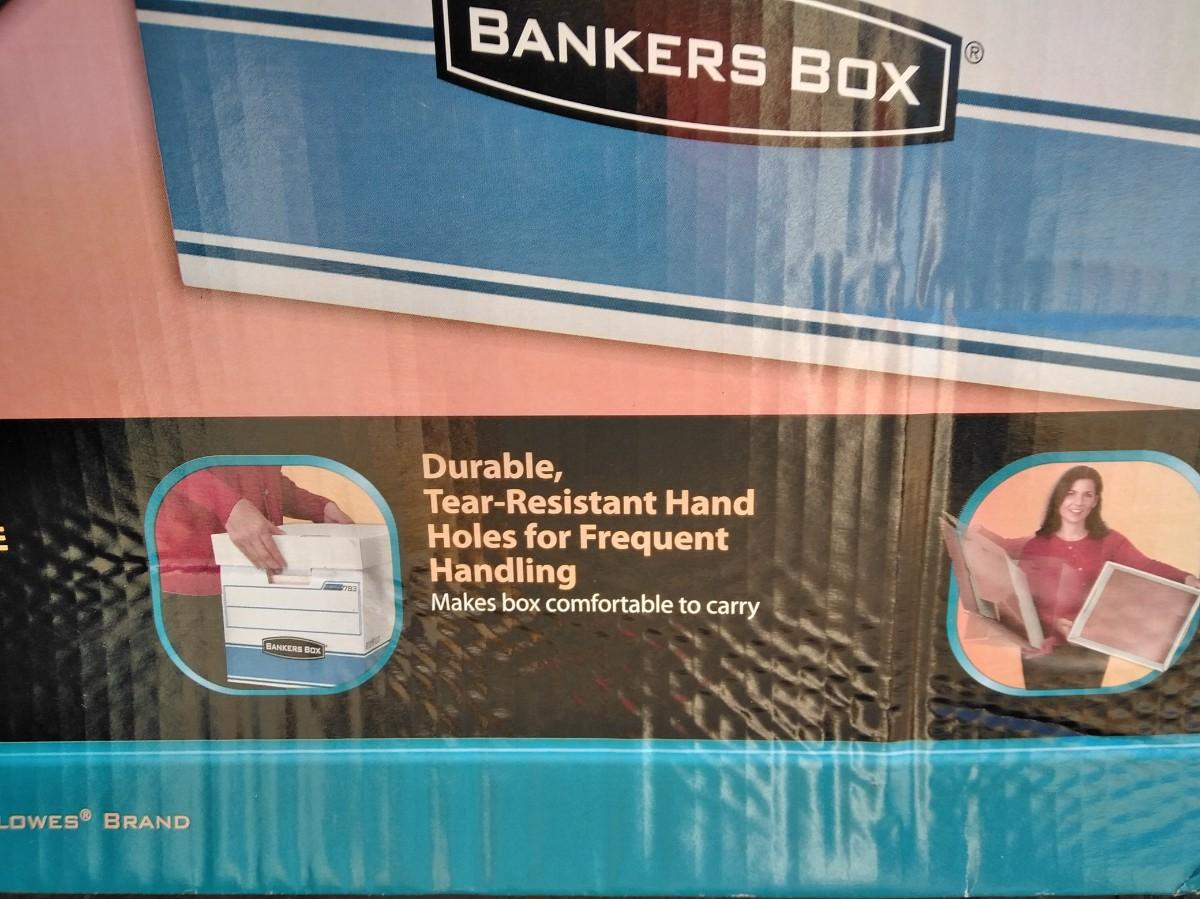 BANKERS BOX ®
Durable,
Tear-Resistant Hand
Holes for Frequent
Handling
Makes box comfortable to carry
783
BANKERS BOX
LOWES® BRAND